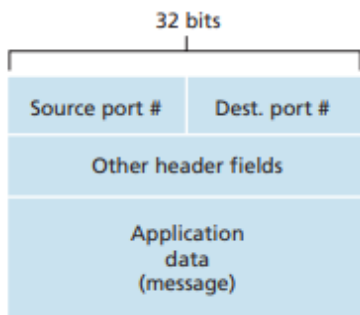 32 bits
Source port #
Dest. port #
Other header fields
Application
data
(message)